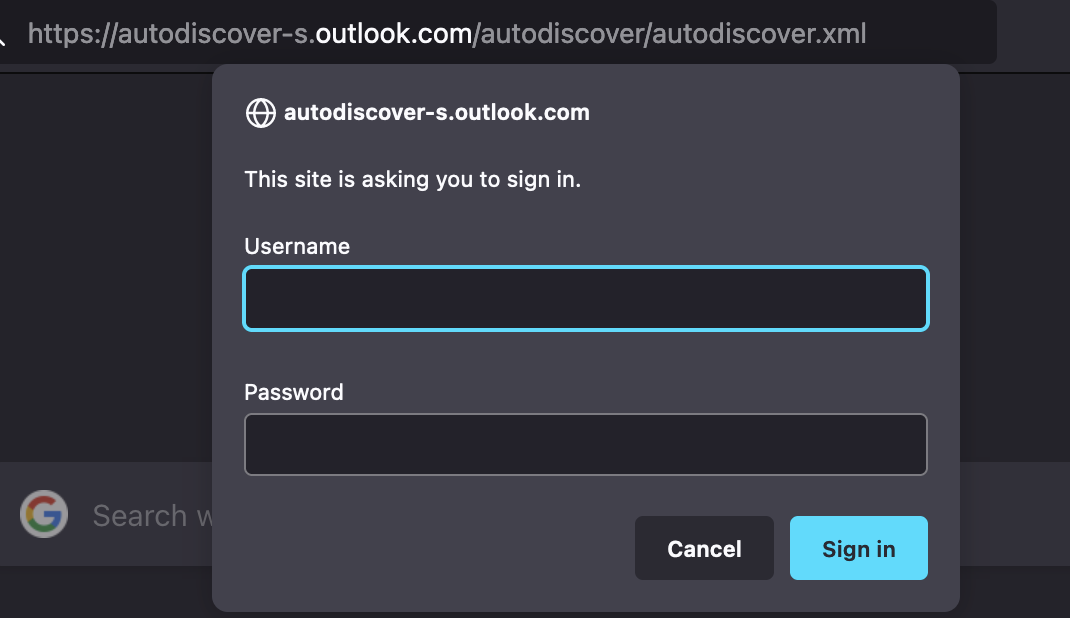 https://autodiscover-s.outlook.com/autodiscover/autodiscover.xml
autodiscover-s.outlook.com
This site is asking you to sign in.
Username
Password
Search w
Cancel
Sign in